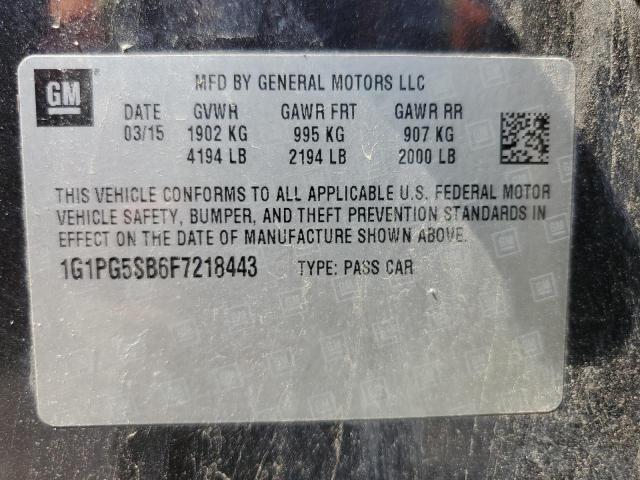 GM
MFD BY GENERAL MOTORS LLC
DATE GVWR GAWR FRT GAWR RR
03/15 1902 KG 995 KG 907 KG
4194 LB 2194 LB 2000 LB
THIS VEHICLE CONFORMS TO ALL APPLICABLE U.S. FEDERAL MOTOR
VEHICLE SAFETY, BUMPER, AND THEFT PREVENTION STANDARDS IN
EFFECT ON THE DATE OF MANUFACTURE SHOWN ABOVE.
1G1PG5SB6F7218443 TYPE: PASS CAR